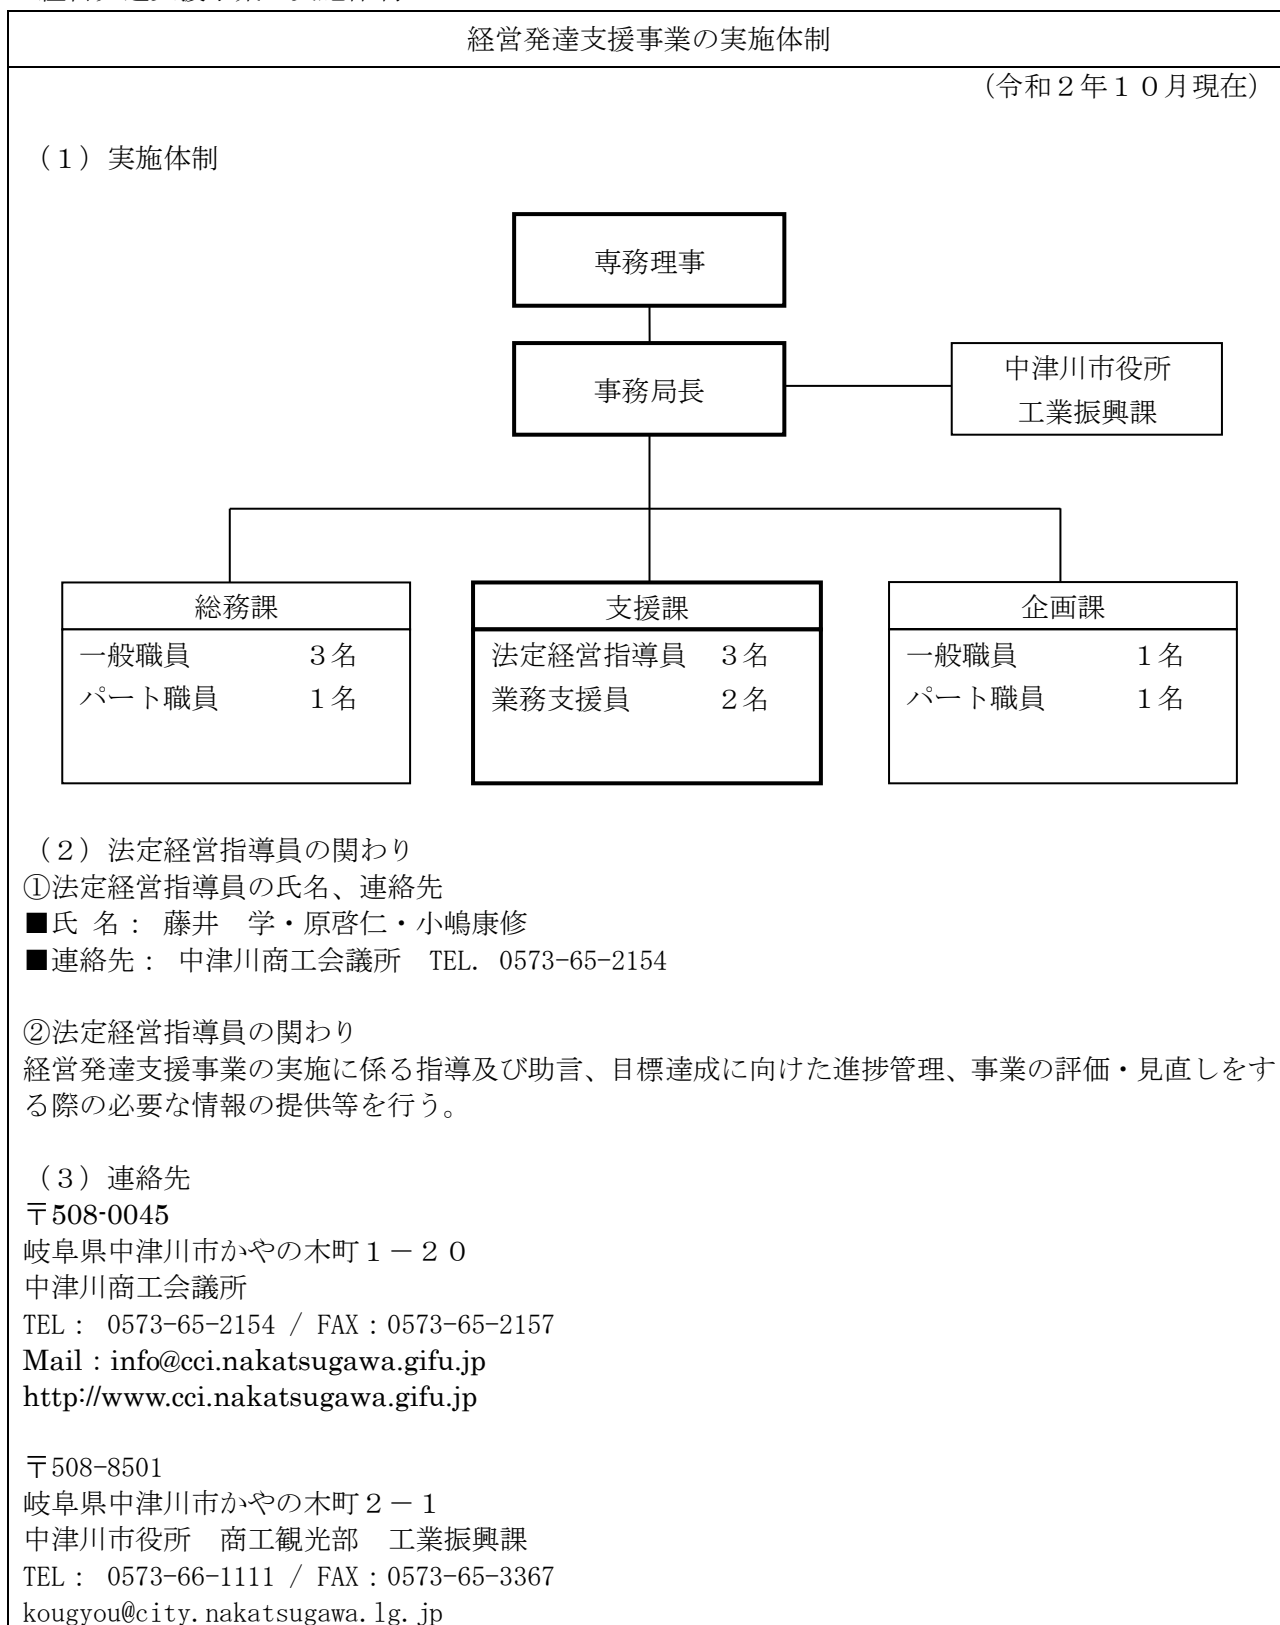 経営発達支援事業の実施体制
（令和２年１０月現在）
（１）実施体制
専務理事
事務局長
中津川市役所
工業振興課
総務課
一般職員　３名
パート職員　１名
支援課
法定経営指導員　３名
業務支援員　２名
企画課
一般職員　１名
パート職員　１名
（２）法定経営指導員の関わり
①法定経営指導員の氏名、連絡先
■氏 名： 藤井　学・原啓仁・小嶋康修
■連絡先： 中津川商工会議所　TEL. 0573-65-2154
②法定経営指導員の関わり
経営発達支援事業の実施に係る指導及び助言、目標達成に向けた進捗管理、事業の評価・見直しをす
る際の必要な情報の提供等を行う。
（３）連絡先
〒508-0045
岐阜県中津川市かやの木町１－２０
中津川商工会議所
TEL： 0573-65-2154 / FAX：0573-65-2157
Mail：info@cci.nakatsugawa.gifu.jp
http://www.cci.nakatsugawa.gifu.jp
〒508-8501
岐阜県中津川市かやの木町２－１
中津川市役所　商工観光部　工業振興課
TEL： 0573-66-1111 / FAX：0573-65-3367
kougyou@city.nakatsugawa.lg.jp